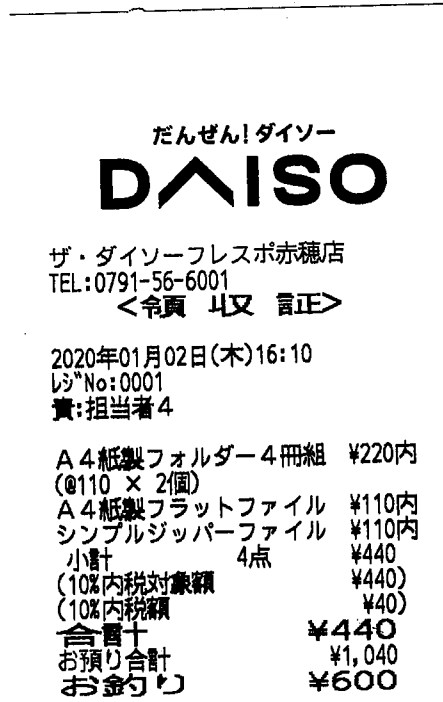 だんぜん!ダイソー
DAISO
ザ・ダイソーフレスポ赤穂店
TEL:0791-56-6001
<領 収 証>
2020年01月02日(木)16:10
ﾚｼﾞNo:0001
責:担当者4
A4紙製フォルダー4冊組 ¥220内
(@110 × 2個)
A4紙製フラットファイル ¥110内
シンプルジッパーファイル ¥110内
小計 4点 ¥440
(10%内税対象額 ¥440)
(10%内税額 ¥40)
合計 ¥440
お預り合計 ¥1,040
お釣り ¥600